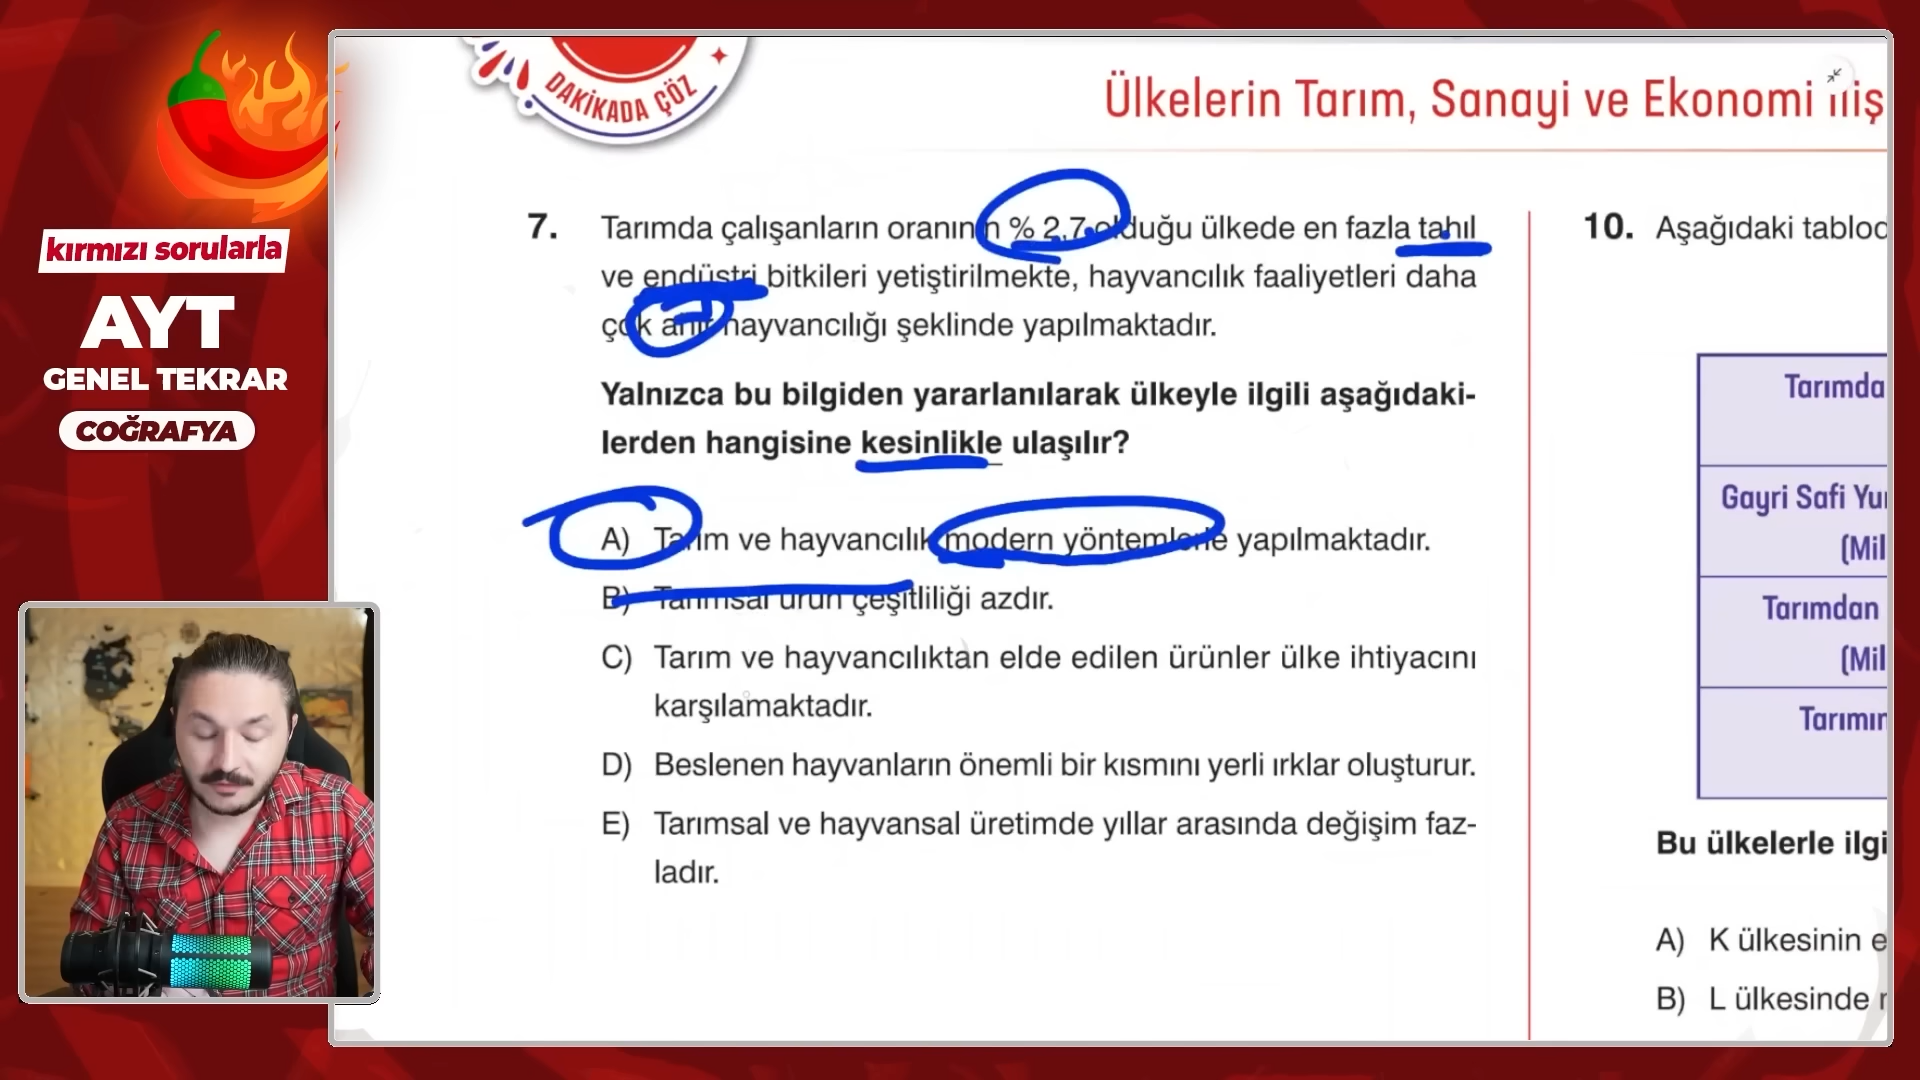 DAKİKADA ÇÖZ
Ülkelerin Tarım, Sanayi ve Ekonomi
kırmızı sorularla
AYT
GENEL TEKRAR
COĞRAFYA
7. Tarımda çalışanların oranının % 2,7 olduğu ülkede en fazla tahıl
ve endüstri bitkileri yetiştirilmekte, hayvancılık faaliyetleri daha
çok ahır hayvancılığı şeklinde yapılmaktadır.
Yalnızca bu bilgiden yararlanılarak ülkeyle ilgili aşağıdaki-
lerden hangisine kesinlikle ulaşılır?
A) Tarım ve hayvancılık modern yöntemlerle yapılmaktadır.
B) Tarımsal ürün çeşitliliği azdır.
C) Tarım ve hayvancılıktan elde edilen ürünler ülke ihtiyacını
karşılamaktadır.
D) Beslenen hayvanların önemli bir kısmını yerli ırklar oluşturur.
E) Tarımsal ve hayvansal üretimde yıllar arasında değişim faz-
ladır.
10. Aşağıdaki
Tarımda
Gayri Safi
(Mil
Tarımdan
(Mil
Bu ülkelerle
A) K ülkesinin
B) L ülkesinde